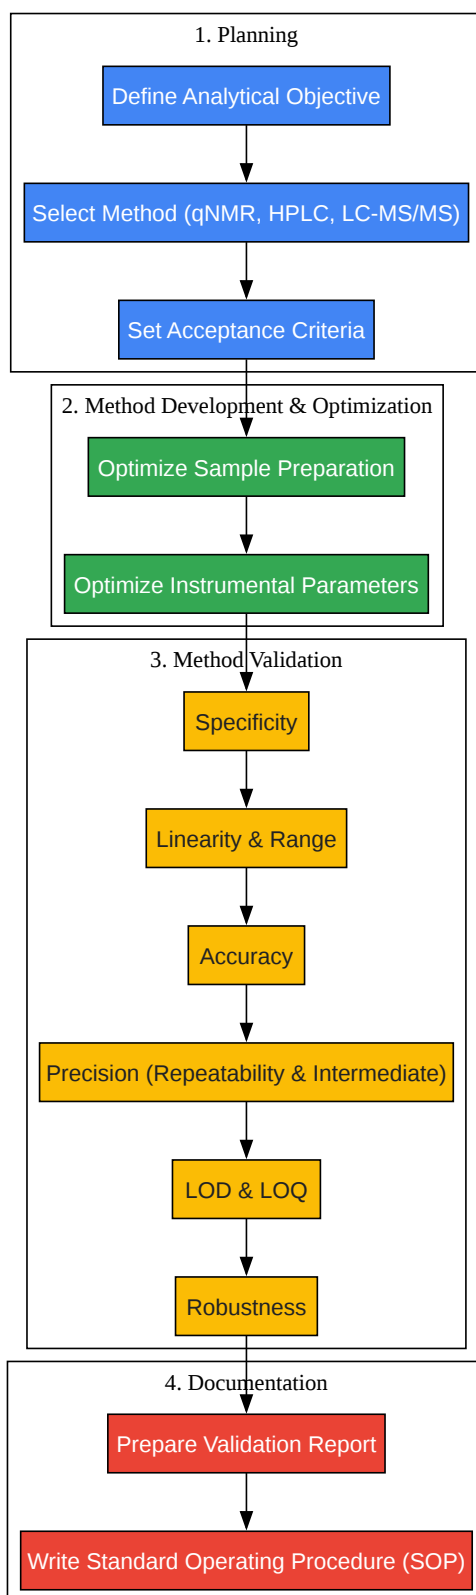 1. Planning
Define Analytical Objective
Select Method (qNMR, HPLC, LC-MS/MS)
Set Acceptance Criteria
2. Method Development & Optimization
Optimize Sample Preparation
Optimize Instrumental Parameters
3. Method Validation
Specificity
Linearity & Range
Accuracy
Precision (Repeatability & Intermediate)
LOD & LOQ
Robustness
4. Documentation
Prepare Validation Report
Write Standard Operating Procedure (SOP)